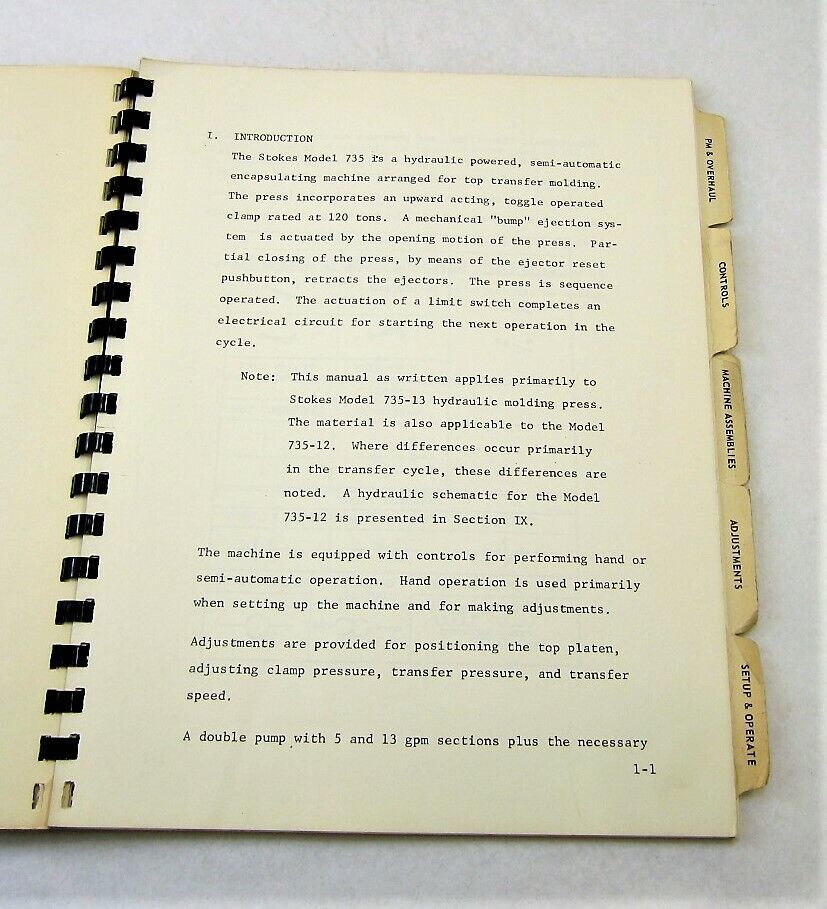 I. INTRODUCTION
The Stokes Model 735 is a hydraulic powered, semi-automatic
encapsulating machine arranged for top transfer molding.
The press incorporates an upward acting, toggle operated
clamp rated at 120 tons. A mechanical "bump" ejection sys-
tem is actuated by the opening motion of the press. Par-
tial closing of the press, by means of the ejector reset
pushbutton, retracts the ejectors. The press is sequence
operated. The actuation of a limit switch completes an
electrical circuit for starting the next operation in the
cycle.
Note: This manual as written applies primarily to
Stokes Model 735-13 hydraulic molding press.
The material is also applicable to the Model
735-12. Where differences occur primarily
in the transfer cycle, these differences are
noted. A hydraulic schematic for the Model
735-12 is presented in Section IX.
The machine is equipped with controls for performing hand or
semi-automatic operation. Hand operation is used primarily
when setting up the machine and for making adjustments.
Adjustments are provided for positioning the top platen,
adjusting clamp pressure, transfer pressure, and transfer
speed.
A double pump with 5 and 13 gpm sections plus the necessary
1-1
PM & OVERHAUL
CONTROLS
MACHINE ASSEMBLIES
ADJUSTMENTS
SETUP & OPERATE